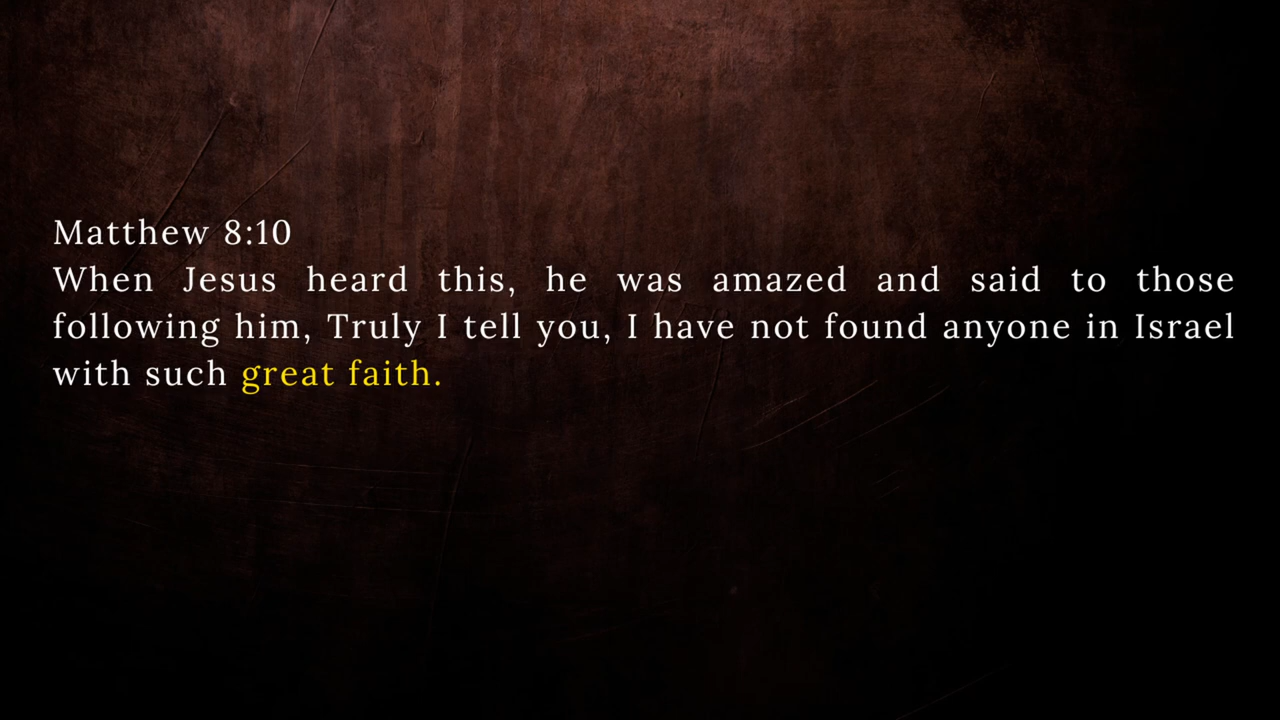 Matthew 8:10
When Jesus heard this, he was amazed and said to those
following him, Truly I tell you, I have not found anyone in Israel
with such great faith.